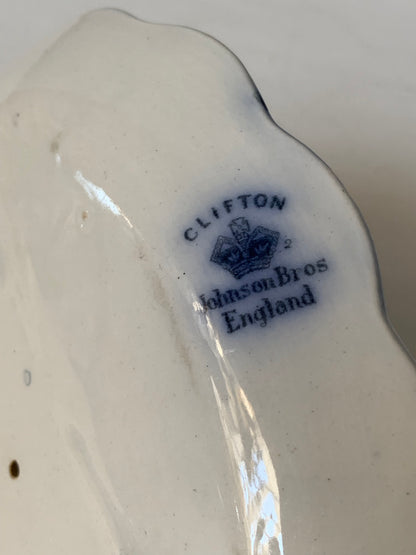 CLIFTON
2
Johnson Bros
England